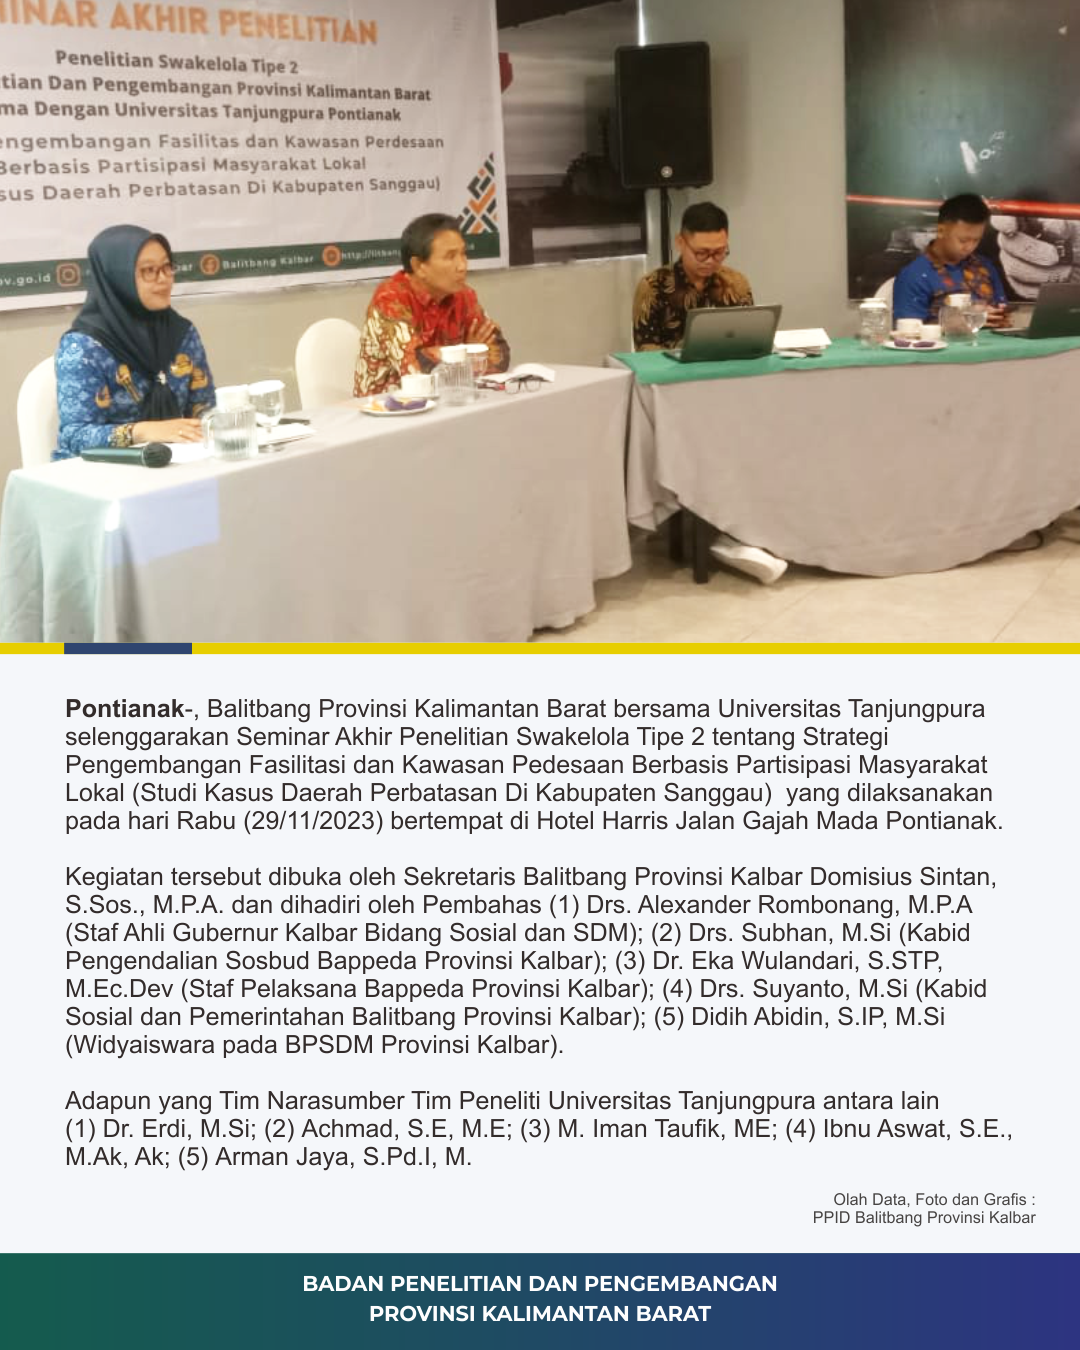 INAR AKHIR PENELITIAN
Penelitian Swakelola Tipe 2
tian Dan Pengembangan Provinsi Kalimantan Barat
ma Dengan Universitas Tanjungpura Pontianak
engembangan Fasilitas dan Kawasan Perdesaan
Berbasis Partisipasi Masyarakat Lokal
sus Daerah Perbatasan Di Kabupaten Sanggau)
ov.go.id
Balitbang Kalbar
Pontianak-, Balitbang Provinsi Kalimantan Barat bersama Universitas Tanjungpura
selenggarakan Seminar Akhir Penelitian Swakelola Tipe 2 tentang Strategi
Pengembangan Fasilitasi dan Kawasan Pedesaan Berbasis Partisipasi Masyarakat
Lokal (Studi Kasus Daerah Perbatasan Di Kabupaten Sanggau)  yang dilaksanakan
pada hari Rabu (29/11/2023) bertempat di Hotel Harris Jalan Gajah Mada Pontianak.
Kegiatan tersebut dibuka oleh Sekretaris Balitbang Provinsi Kalbar Domisius Sintan,
S.Sos., M.P.A. dan dihadiri oleh Pembahas (1) Drs. Alexander Rombonang, M.P.A
(Staf Ahli Gubernur Kalbar Bidang Sosial dan SDM); (2) Drs. Subhan, M.Si (Kabid
Pengendalian Sosbud Bappeda Provinsi Kalbar); (3) Dr. Eka Wulandari, S.STP,
M.Ec.Dev (Staf Pelaksana Bappeda Provinsi Kalbar); (4) Drs. Suyanto, M.Si (Kabid
Sosial dan Pemerintahan Balitbang Provinsi Kalbar); (5) Didih Abidin, S.IP, M.Si
(Widyaiswara pada BPSDM Provinsi Kalbar).
Adapun yang Tim Narasumber Tim Peneliti Universitas Tanjungpura antara lain
(1) Dr. Erdi, M.Si; (2) Achmad, S.E, M.E; (3) M. Iman Taufik, ME; (4) Ibnu Aswat, S.E.,
M.Ak, Ak; (5) Arman Jaya, S.Pd.I, M.
Olah Data, Foto dan Grafis :
PPID Balitbang Provinsi Kalbar
BADAN PENELITIAN DAN PENGEMBANGAN
PROVINSI KALIMANTAN BARAT